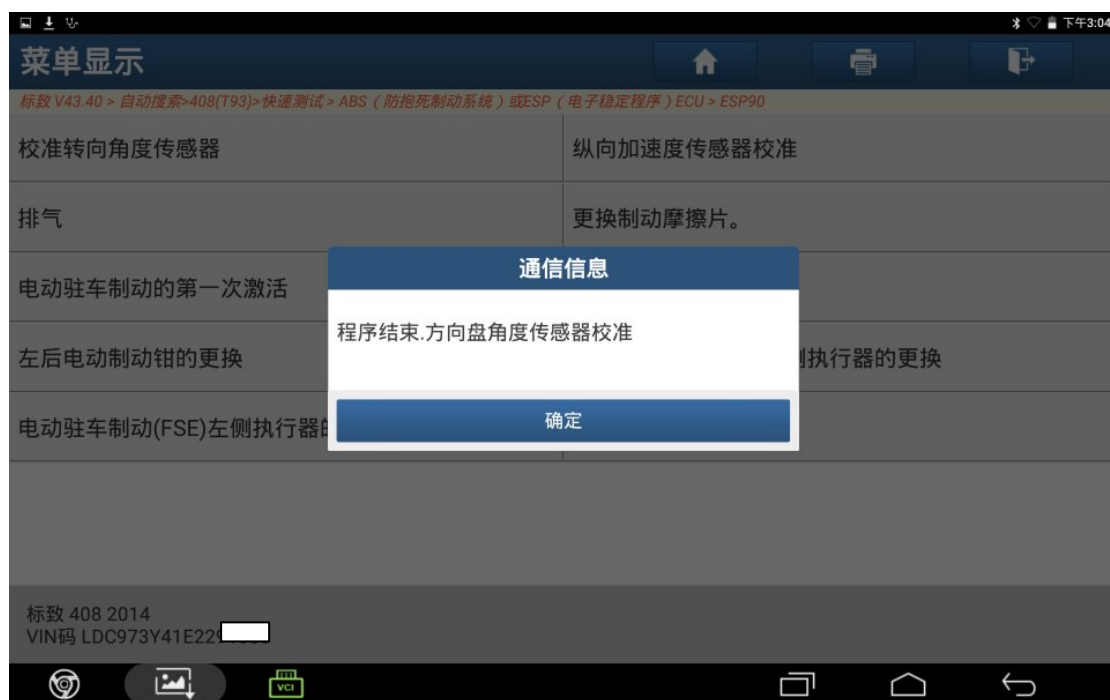 下午3:04
菜单显示
标致 V43.40 > 自动搜索>408(T93)>快速测试> ABS（防抱死制动系统）或ESP（电子稳定程序）ECU > ESP90
校准转向角度传感器
纵向加速度传感器校准
排气
更换制动摩擦片。
通信信息
电动驻车制动的第一次激活
程序结束.方向盘角度传感器校准
左后电动制动钳的更换
执行器的更换
确定
电动驻车制动(FSE)左侧执行器
标致 408 2014
VIN码 LDC973Y41E22
VCI